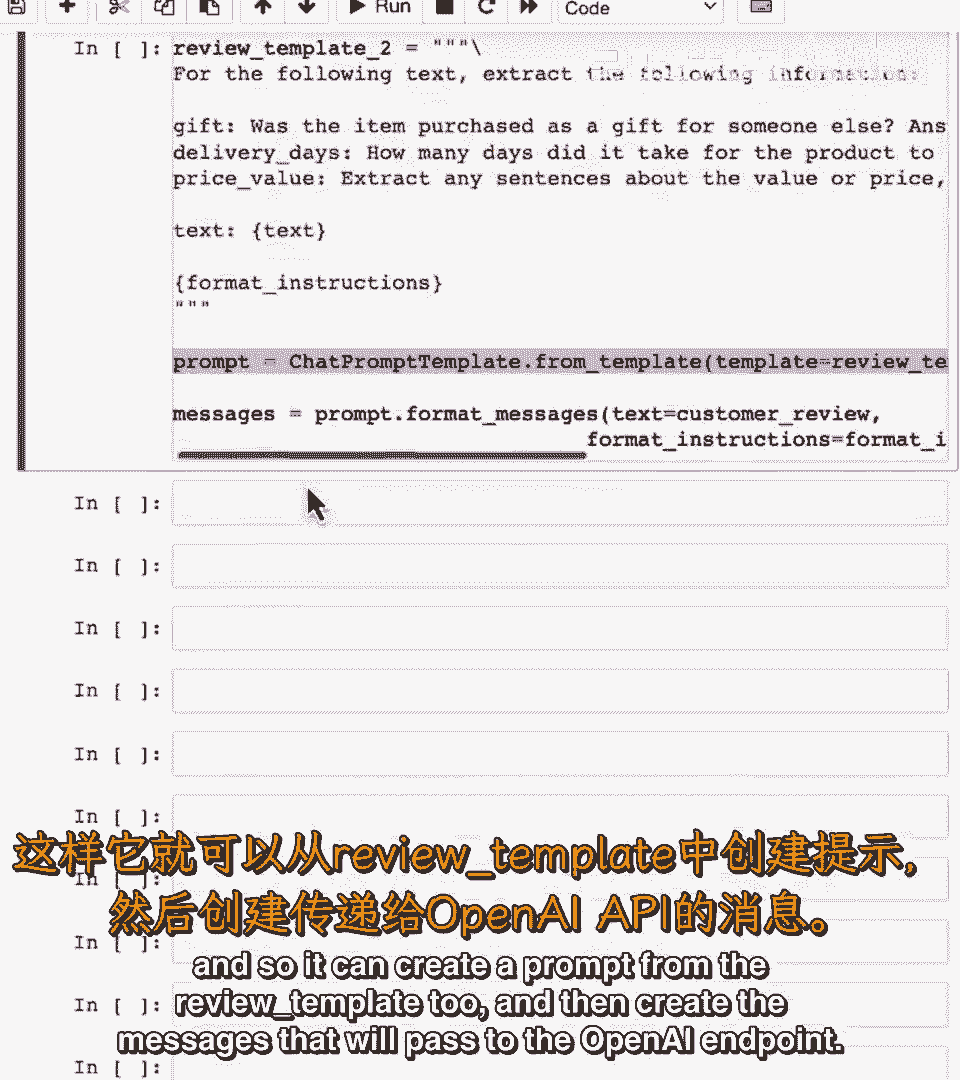 Run
Code
In [ ]: review_template_2 = """\
For the following text, extract the following information:
gift: Was the item purchased as a gift for someone else? Ans
delivery_days: How many days did it take for the product to
price_value: Extract any sentences about the value or price,
text: {text}
{format_instructions}
"""
prompt = ChatPromptTemplate.from_template(template=review_te
messages = prompt.format_messages(text=customer_review,
format_instructions=format_i
In [ ]:
In [ ]:
In [ ]:
In [ ]:
In [ ]:
In [ ]:
这样它就可以从review_template中创建提示,
In [ ]:
然后创建传递给OpenAI API的消息。
In [ ]:
and so it can create a prompt from the
In [ ]:
review_template too, and then create the
messages that will pass to the OpenAI endpoint.
In [ ]: